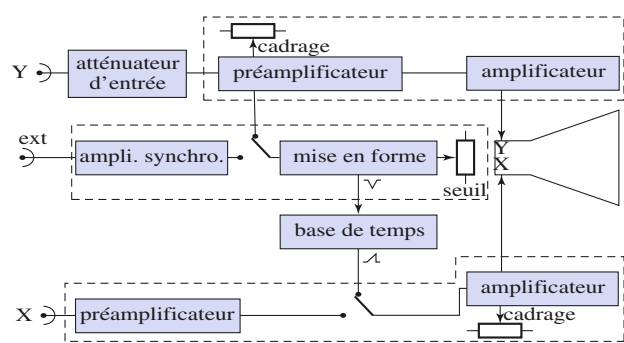 Y
atténuateur
d'entrée
cadrage
préamplificateur
amplificateur
ext
ampli. synchro.
mise en forme
seuil
Y
X
base de temps
X
préamplificateur
amplificateur
cadrage